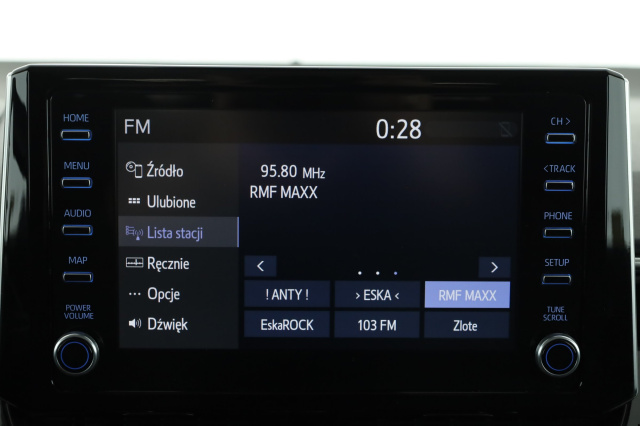 HOME
MENU
AUDIO
MAP
POWER
VOLUME
FM
0:28
Źródło
Ulubione
Lista stacji
Ręcznie
Opcje
Dźwięk
95.80 MHz
RMF MAXX
! ANTY !
> ESKA <
RMF MAXX
EskaROCK
103 FM
Zlote
CH >
< TRACK
PHONE
SETUP
TUNE
SCROLL